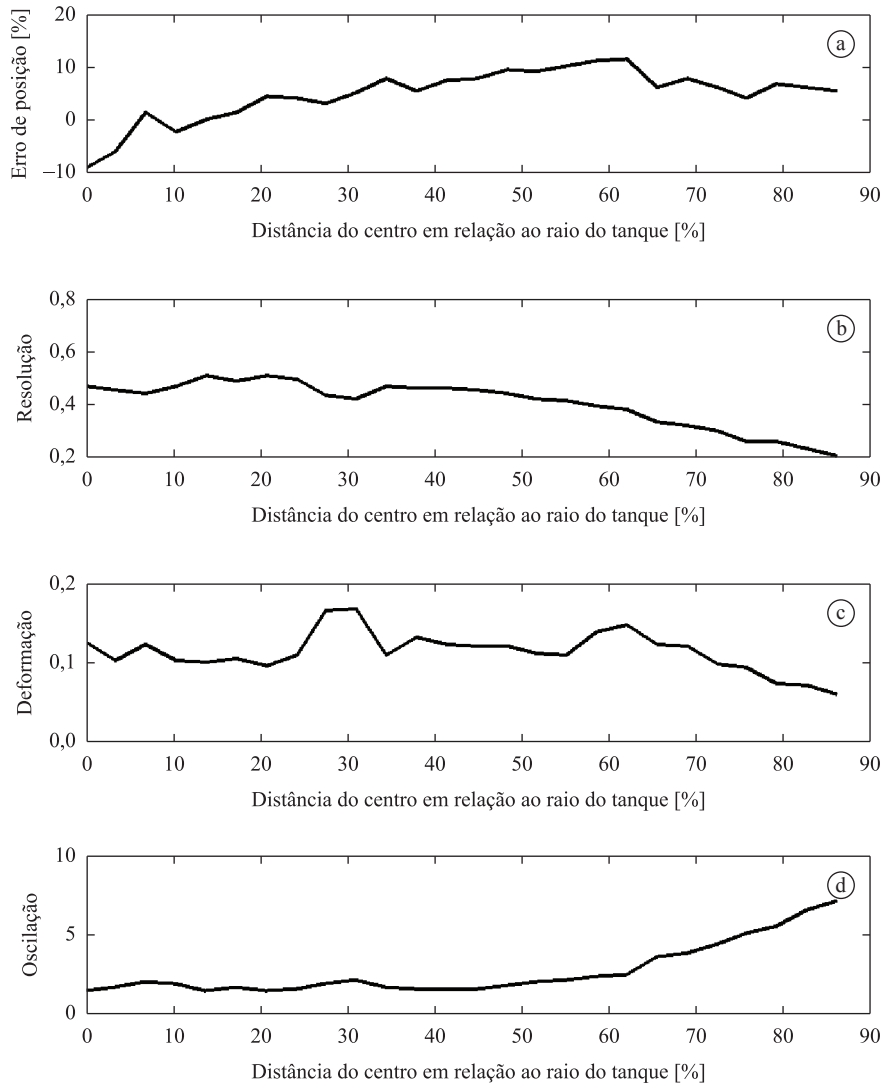 Erro de posição [%]
20
10
0
–10
a
0 10 20 30 40 50 60 70 80 90
Distância do centro em relação ao raio do tanque [%]
Resolução
0,8
0,6
0,4
0,2
b
0 10 20 30 40 50 60 70 80 90
Distância do centro em relação ao raio do tanque [%]
Deformação
0,2
0,1
0,0
c
0 10 20 30 40 50 60 70 80 90
Distância do centro em relação ao raio do tanque [%]
Oscilação
10
5
0
d
0 10 20 30 40 50 60 70 80 90
Distância do centro em relação ao raio do tanque [%]